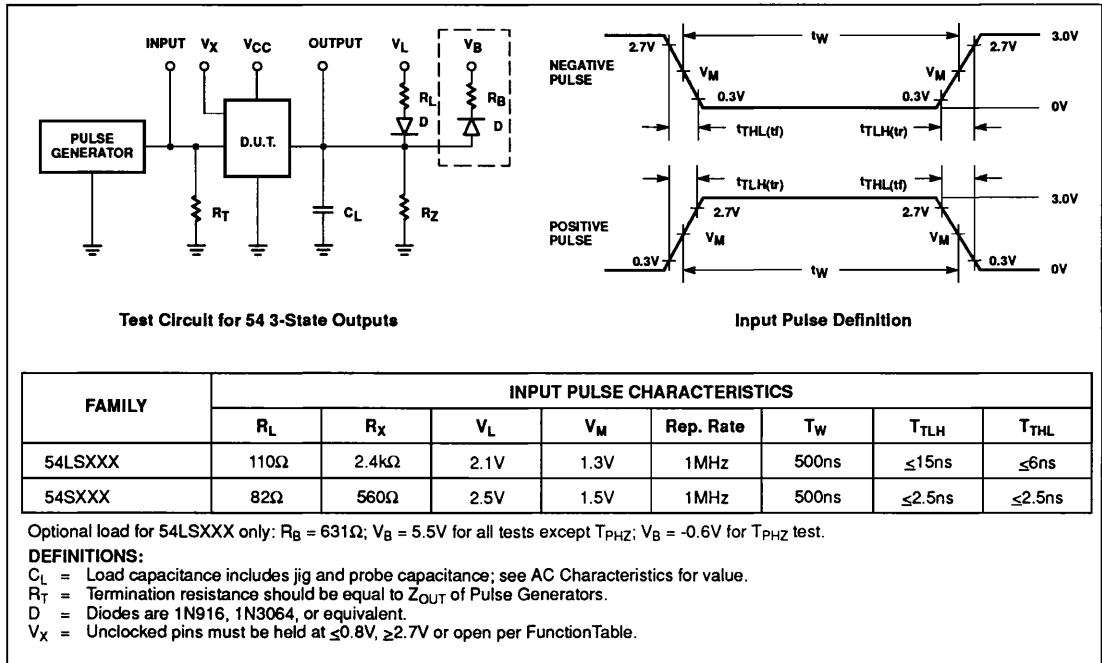 INPUT VX VCC OUTPUT VL VB
RL
D
RB
D
PULSE
GENERATOR
D.U.T.
RT
CL
RZ
Test Circuit for 54 3-State Outputs
NEGATIVE
PULSE
2.7V
tW
2.7V
3.0V
VM
VM
0.3V
0.3V
0V
tTHL(tf)
tTLH(tr)
tTLH(tr)
tTHL(tf)
POSITIVE
PULSE
2.7V
2.7V
3.0V
VM
VM
0.3V
tW
0.3V
0V
Input Pulse Definition
FAMILY
INPUT PULSE CHARACTERISTICS
RL RX VL VM Rep. Rate TW TTLH TTHL
54LSXXX 110Ω 2.4kΩ 2.1V 1.3V 1MHz 500ns ≤15ns ≤6ns
54SXXX 82Ω 560Ω 2.5V 1.5V 1MHz 500ns ≤2.5ns ≤2.5ns
Optional load for 54LSXXX only: RB = 631Ω; VB = 5.5V for all tests except TPHZ; VB = -0.6V for TPHZ test.
DEFINITIONS:
CL = Load capacitance includes jig and probe capacitance; see AC Characteristics for value.
RT = Termination resistance should be equal to ZOUT of Pulse Generators.
D = Diodes are 1N916, 1N3064, or equivalent.
VX = Unclocked pins must be held at ≤0.8V, ≥2.7V or open per FunctionTable.